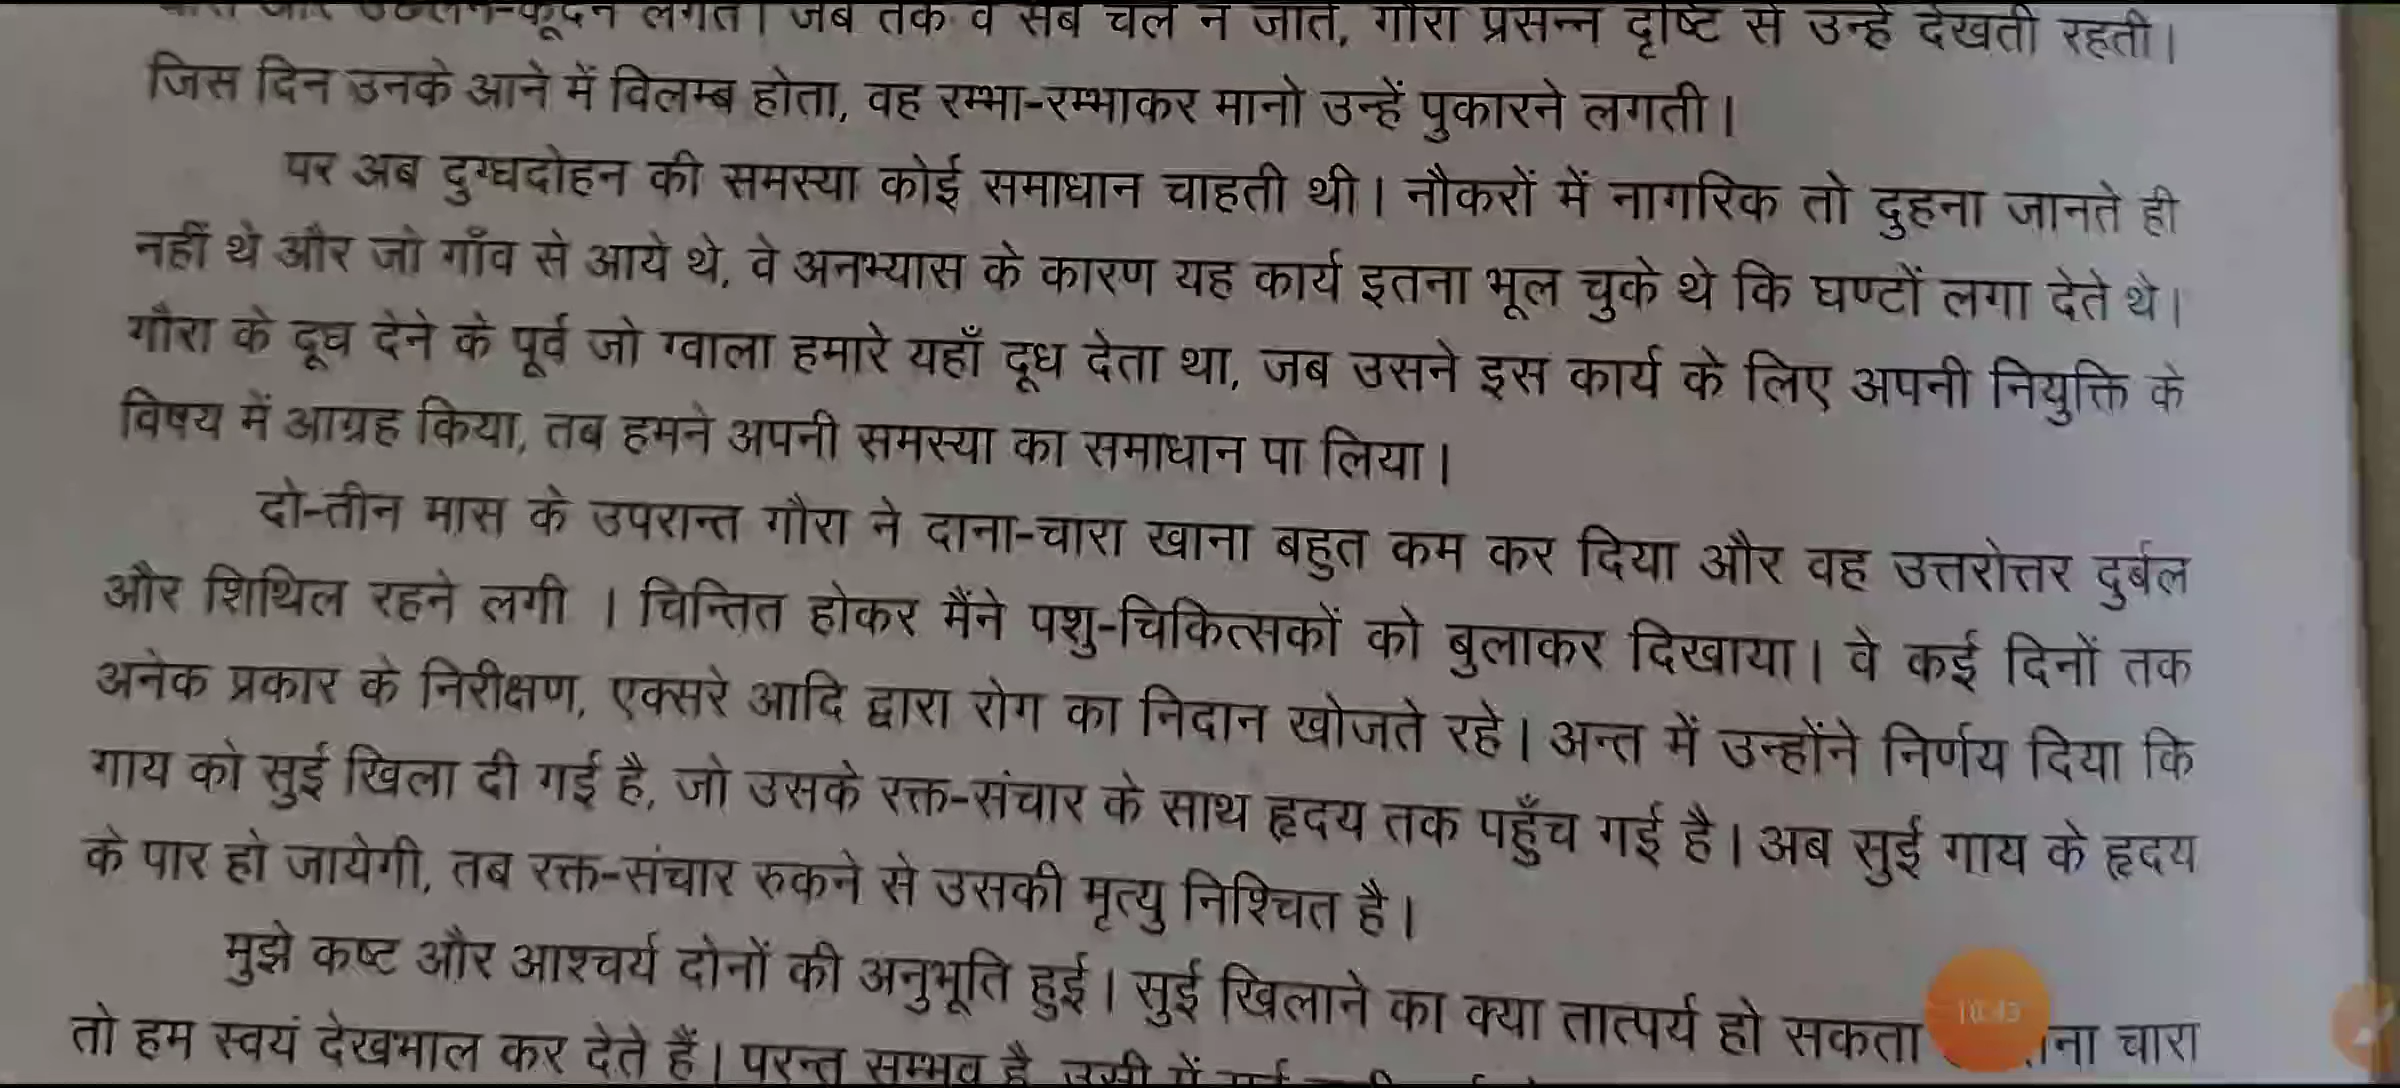 उछलने-कूदने लगते। जब तक वे सब चले न जाते, गौरा प्रसन्न दृष्टि से उन्हें देखती रहती।
जिस दिन उनके आने में विलम्ब होता, वह रम्भा-रम्भाकर मानो उन्हें पुकारने लगती।
पर अब दुग्धदोहन की समस्या कोई समाधान चाहती थी। नौकरों में नागरिक तो दुहना जानते ही
नहीं थे और जो गाँव से आये थे, वे अनभ्यास के कारण यह कार्य इतना भूल चुके थे कि घण्टों लगा देते थे।
गौरा के दूध देने के पूर्व जो ग्वाला हमारे यहाँ दूध देता था, जब उसने इस कार्य के लिए अपनी नियुक्ति के
विषय में आग्रह किया, तब हमने अपनी समस्या का समाधान पा लिया।
दो-तीन मास के उपरान्त गौरा ने दाना-चारा खाना बहुत कम कर दिया और वह उत्तरोत्तर दुर्बल
और शिथिल रहने लगी । चिन्तित होकर मैंने पशु-चिकित्सकों को बुलाकर दिखाया। वे कई दिनों तक
अनेक प्रकार के निरीक्षण, एक्सरे आदि द्वारा रोग का निदान खोजते रहे। अन्त में उन्होंने निर्णय दिया कि
गाय को सुई खिला दी गई है, जो उसके रक्त-संचार के साथ हृदय तक पहुँच गई है। अब सुई गाय के हृदय
के पार हो जायेगी, तब रक्त-संचार रुकने से उसकी मृत्यु निश्चित है।
मुझे कष्ट और आश्चर्य दोनों की अनुभूति हुई। सुई खिलाने का क्या तात्पर्य हो सकता चारा
तो हम स्वयं देखभाल कर देते हैं। परन्तु सम्भव है, उसी में